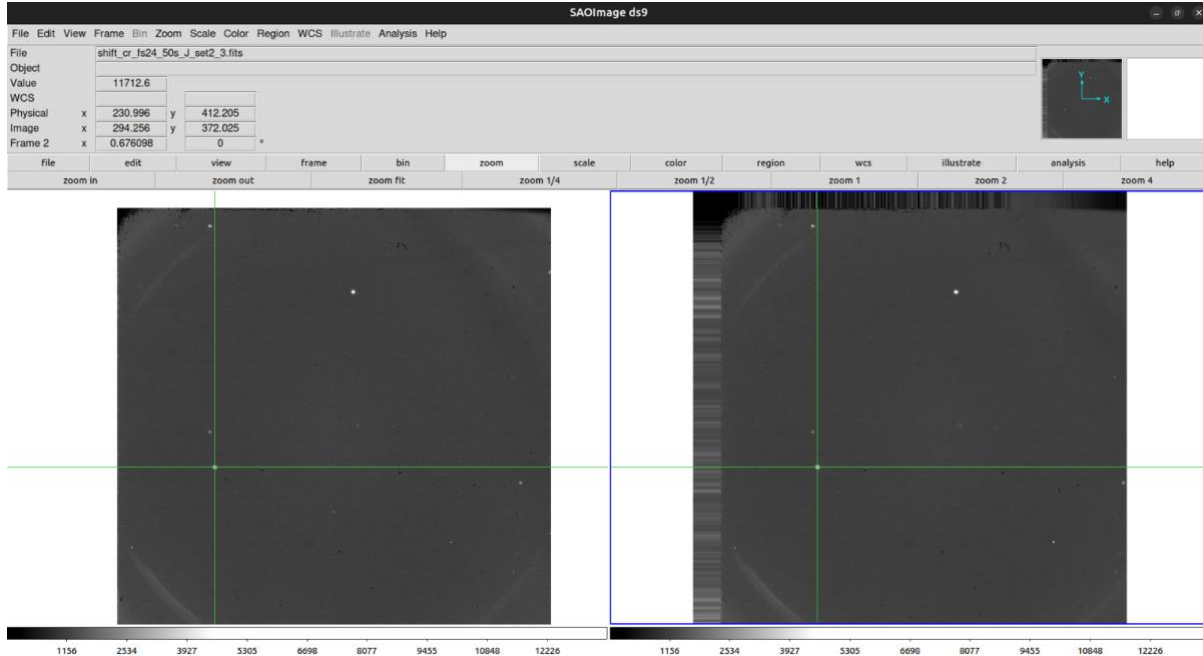 SAOImage ds9
File Edit View Frame Bin Zoom Scale Color Region WCS Illustrate Analysis Help
File shift_cr_fs24_50s_J_set2_3.fits
Object
Value 11712.6
WCS
Physical x 230.996 y 412.205
Image x 294.256 y 372.025
Frame 2 x 0.676098 0 °
Y
X
file edit view frame bin zoom scale color region wcs illustrate analysis help
zoom in zoom out zoom fit zoom 1/4 zoom 1/2 zoom 1 zoom 2 zoom 4
1156 2534 3927 5305 6698 8077 9455 10848 12226 1156 2534 3927 5305 6698 8077 9455 10848 12226